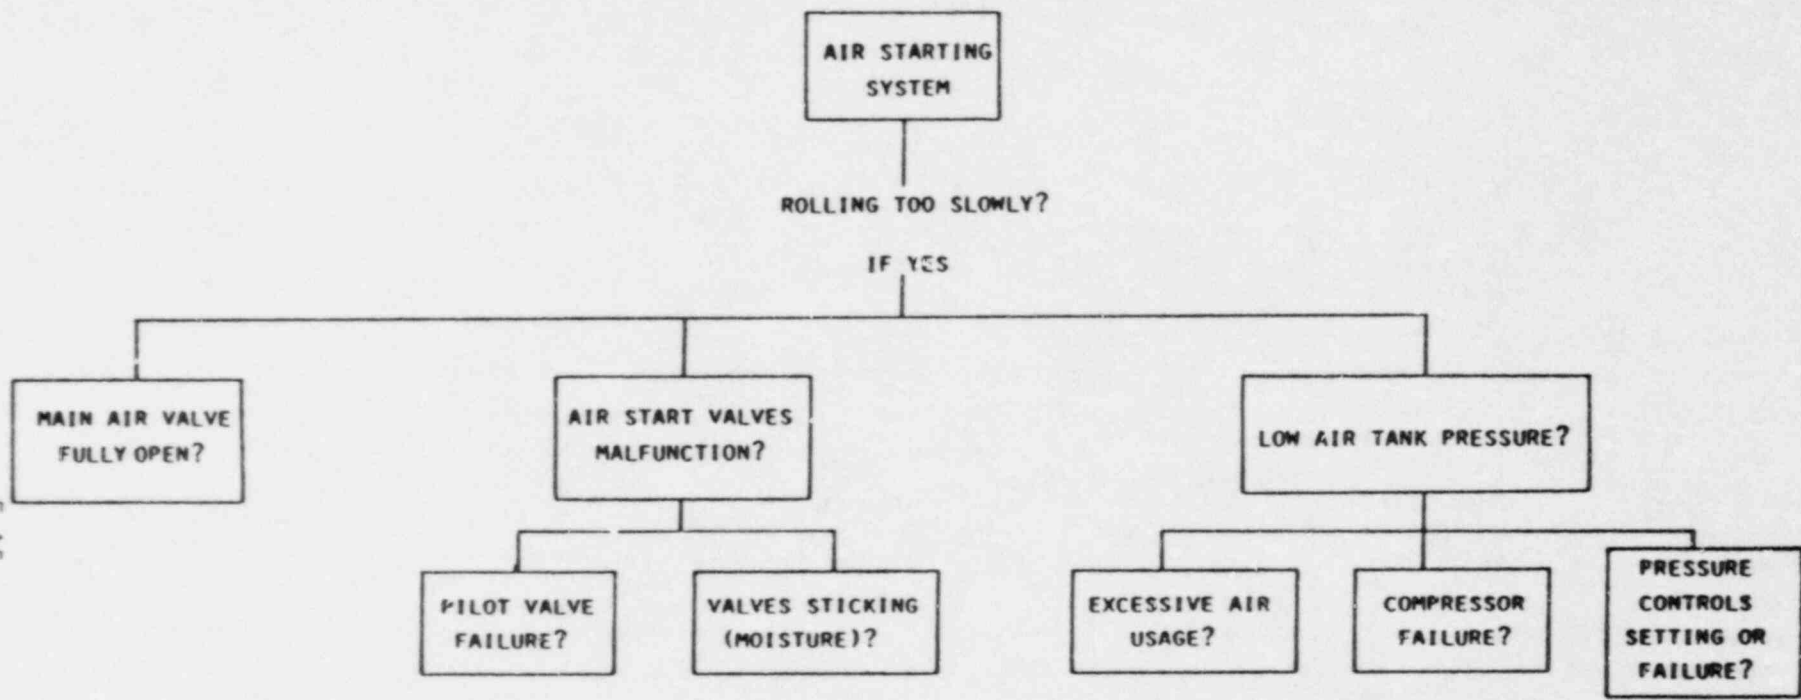 AIR STARTING
SYSTEM
ROLLING TOO SLOWLY?
IF YES
MAIN AIR VALVE
FULLY OPEN?
AIR START VALVES
MALFUNCTION?
LOW AIR TANK PRESSURE?
PILOT VALVE
FAILURE?
VALVES STICKING
(MOISTURE)?
EXCESSIVE AIR
USAGE?
COMPRESSOR
FAILURE?
PRESSURE
CONTROLS
SETTING OR
FAILURE?